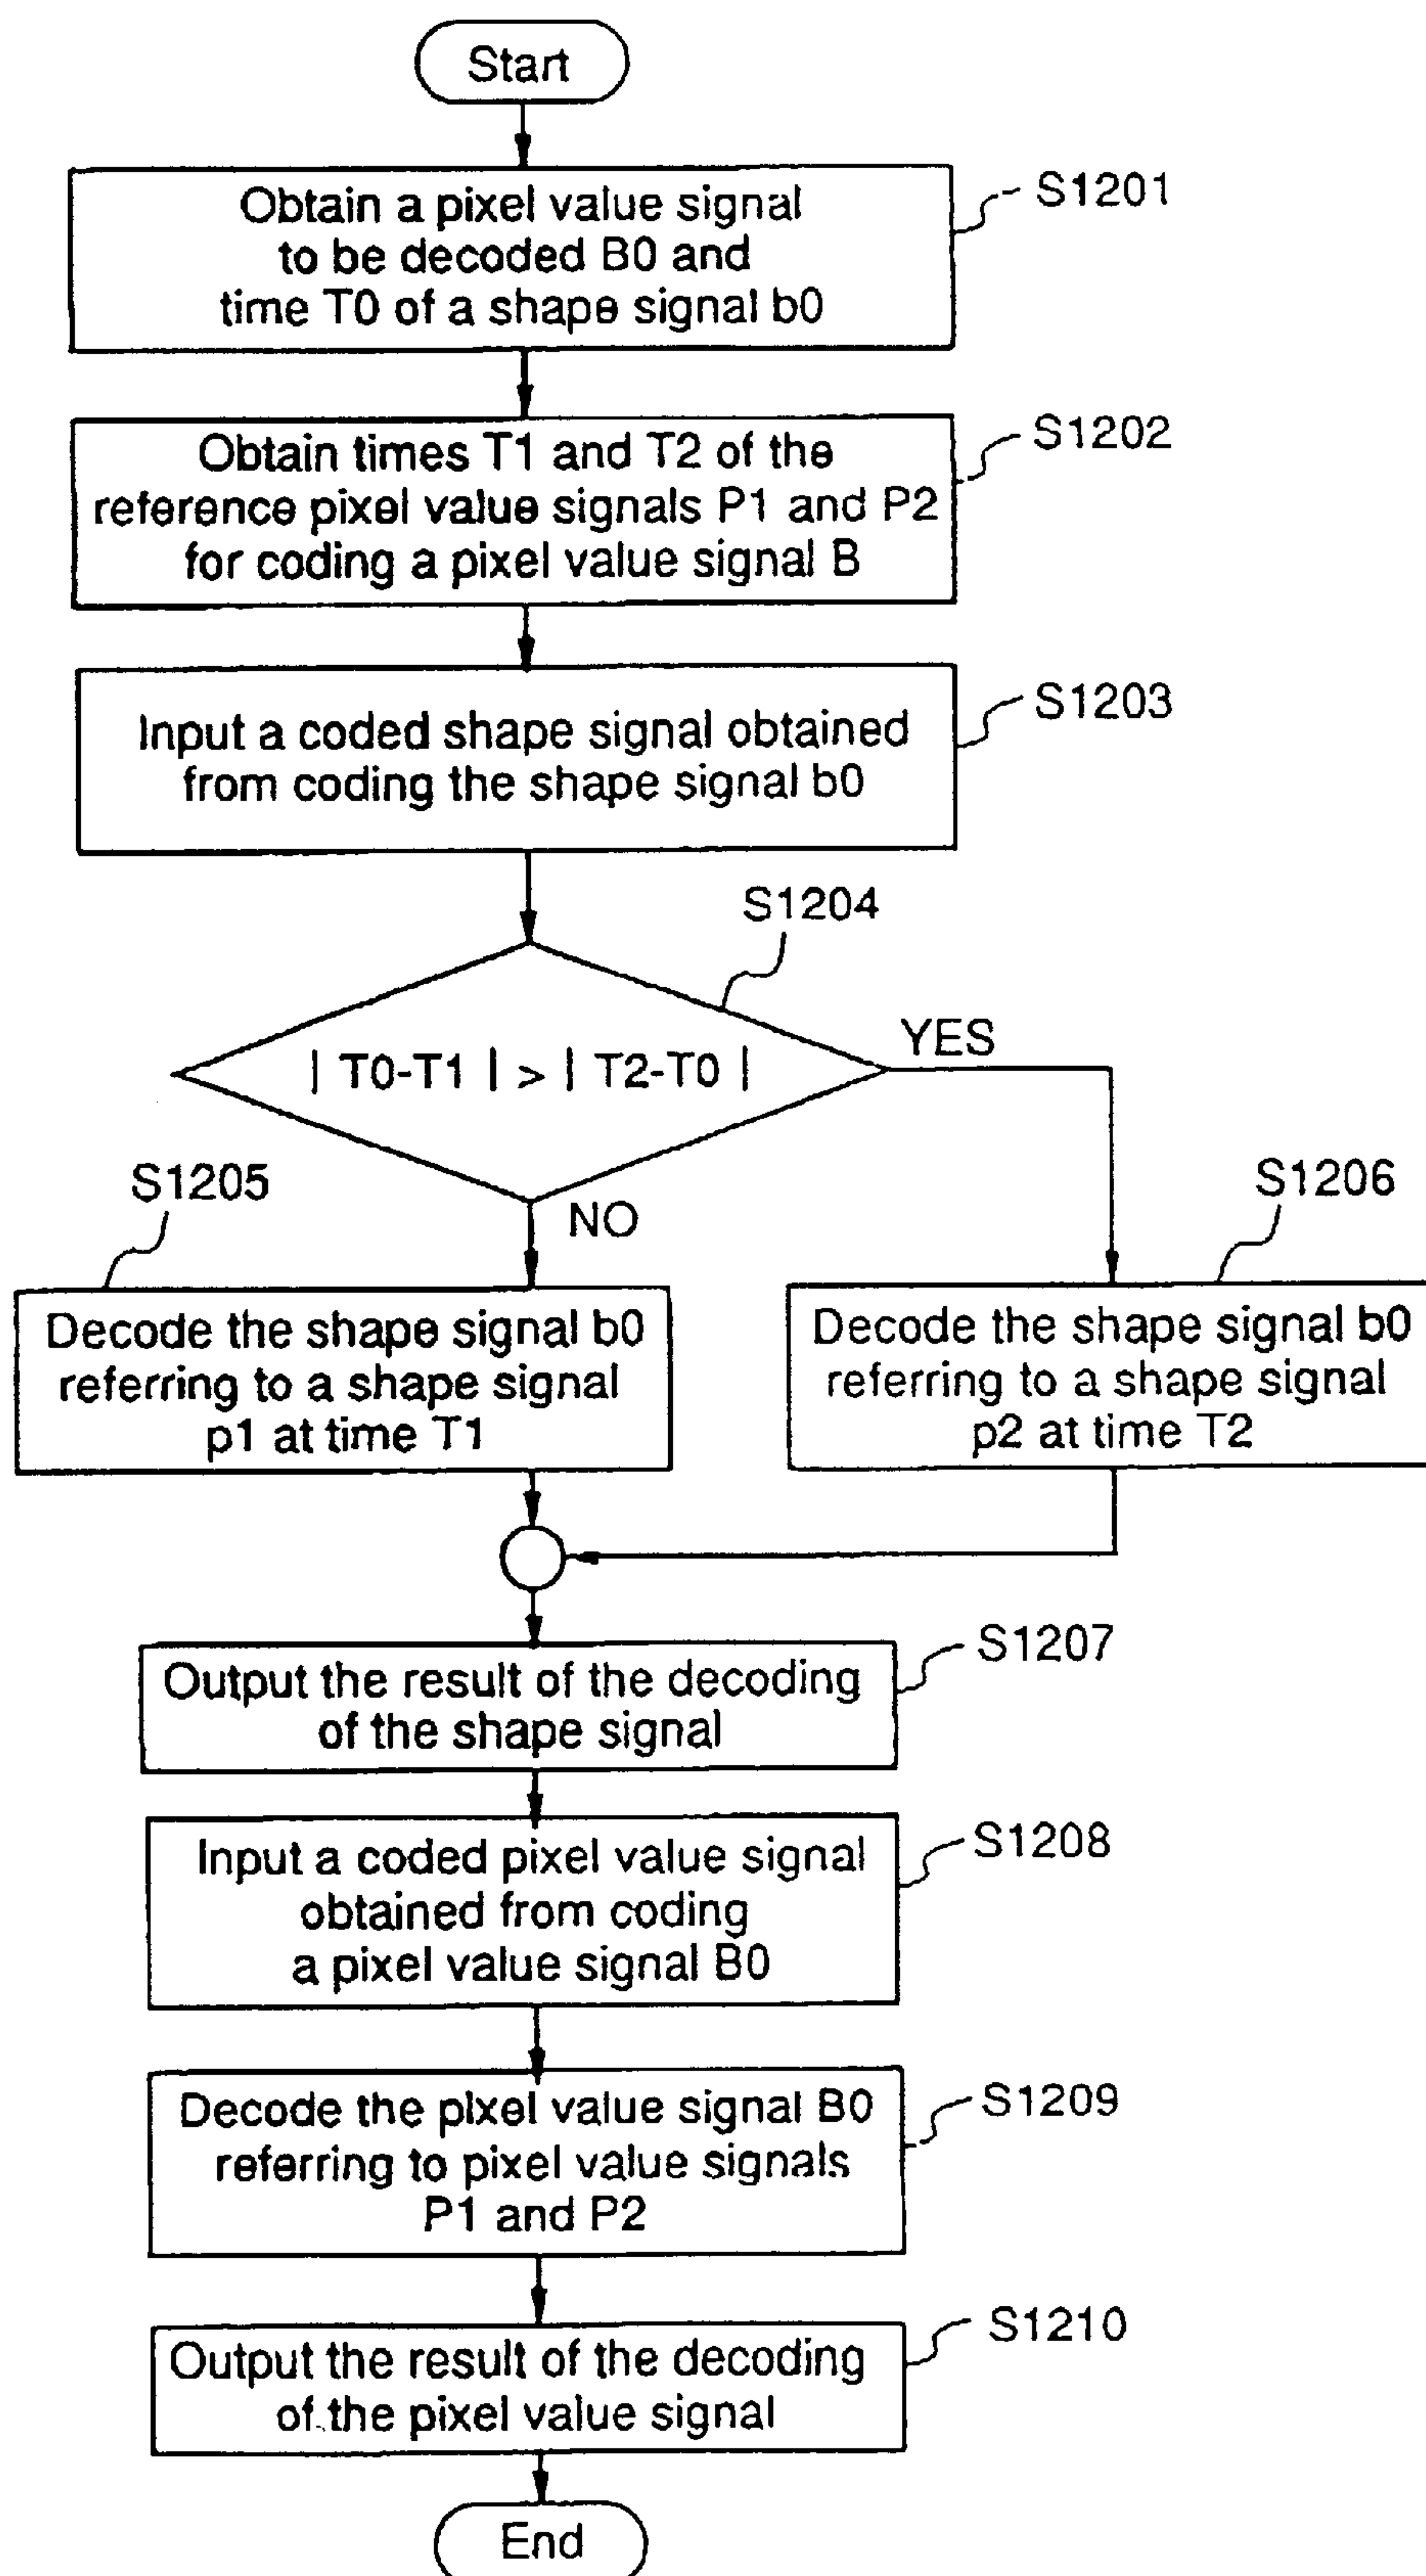 Start
Obtain a pixel value signal
to be decoded B0 and
time T0 of a shape signal b0
S1201
Obtain times T1 and T2 of the
reference pixel value signals P1 and P2
for coding a pixel value signal B
S1202
Input a coded shape signal obtained
from coding the shape signal b0
S1203
S1204
| T0-T1 | > | T2-T0 |
YES
NO
S1205
Decode the shape signal b0
referring to a shape signal
p1 at time T1
S1206
Decode the shape signal b0
referring to a shape signal
p2 at time T2
Output the result of the decoding
of the shape signal
S1207
Input a coded pixel value signal
obtained from coding
a pixel value signal B0
S1208
Decode the pixel value signal B0
referring to pixel value signals
P1 and P2
S1209
Output the result of the decoding
of the pixel value signal
S1210
End